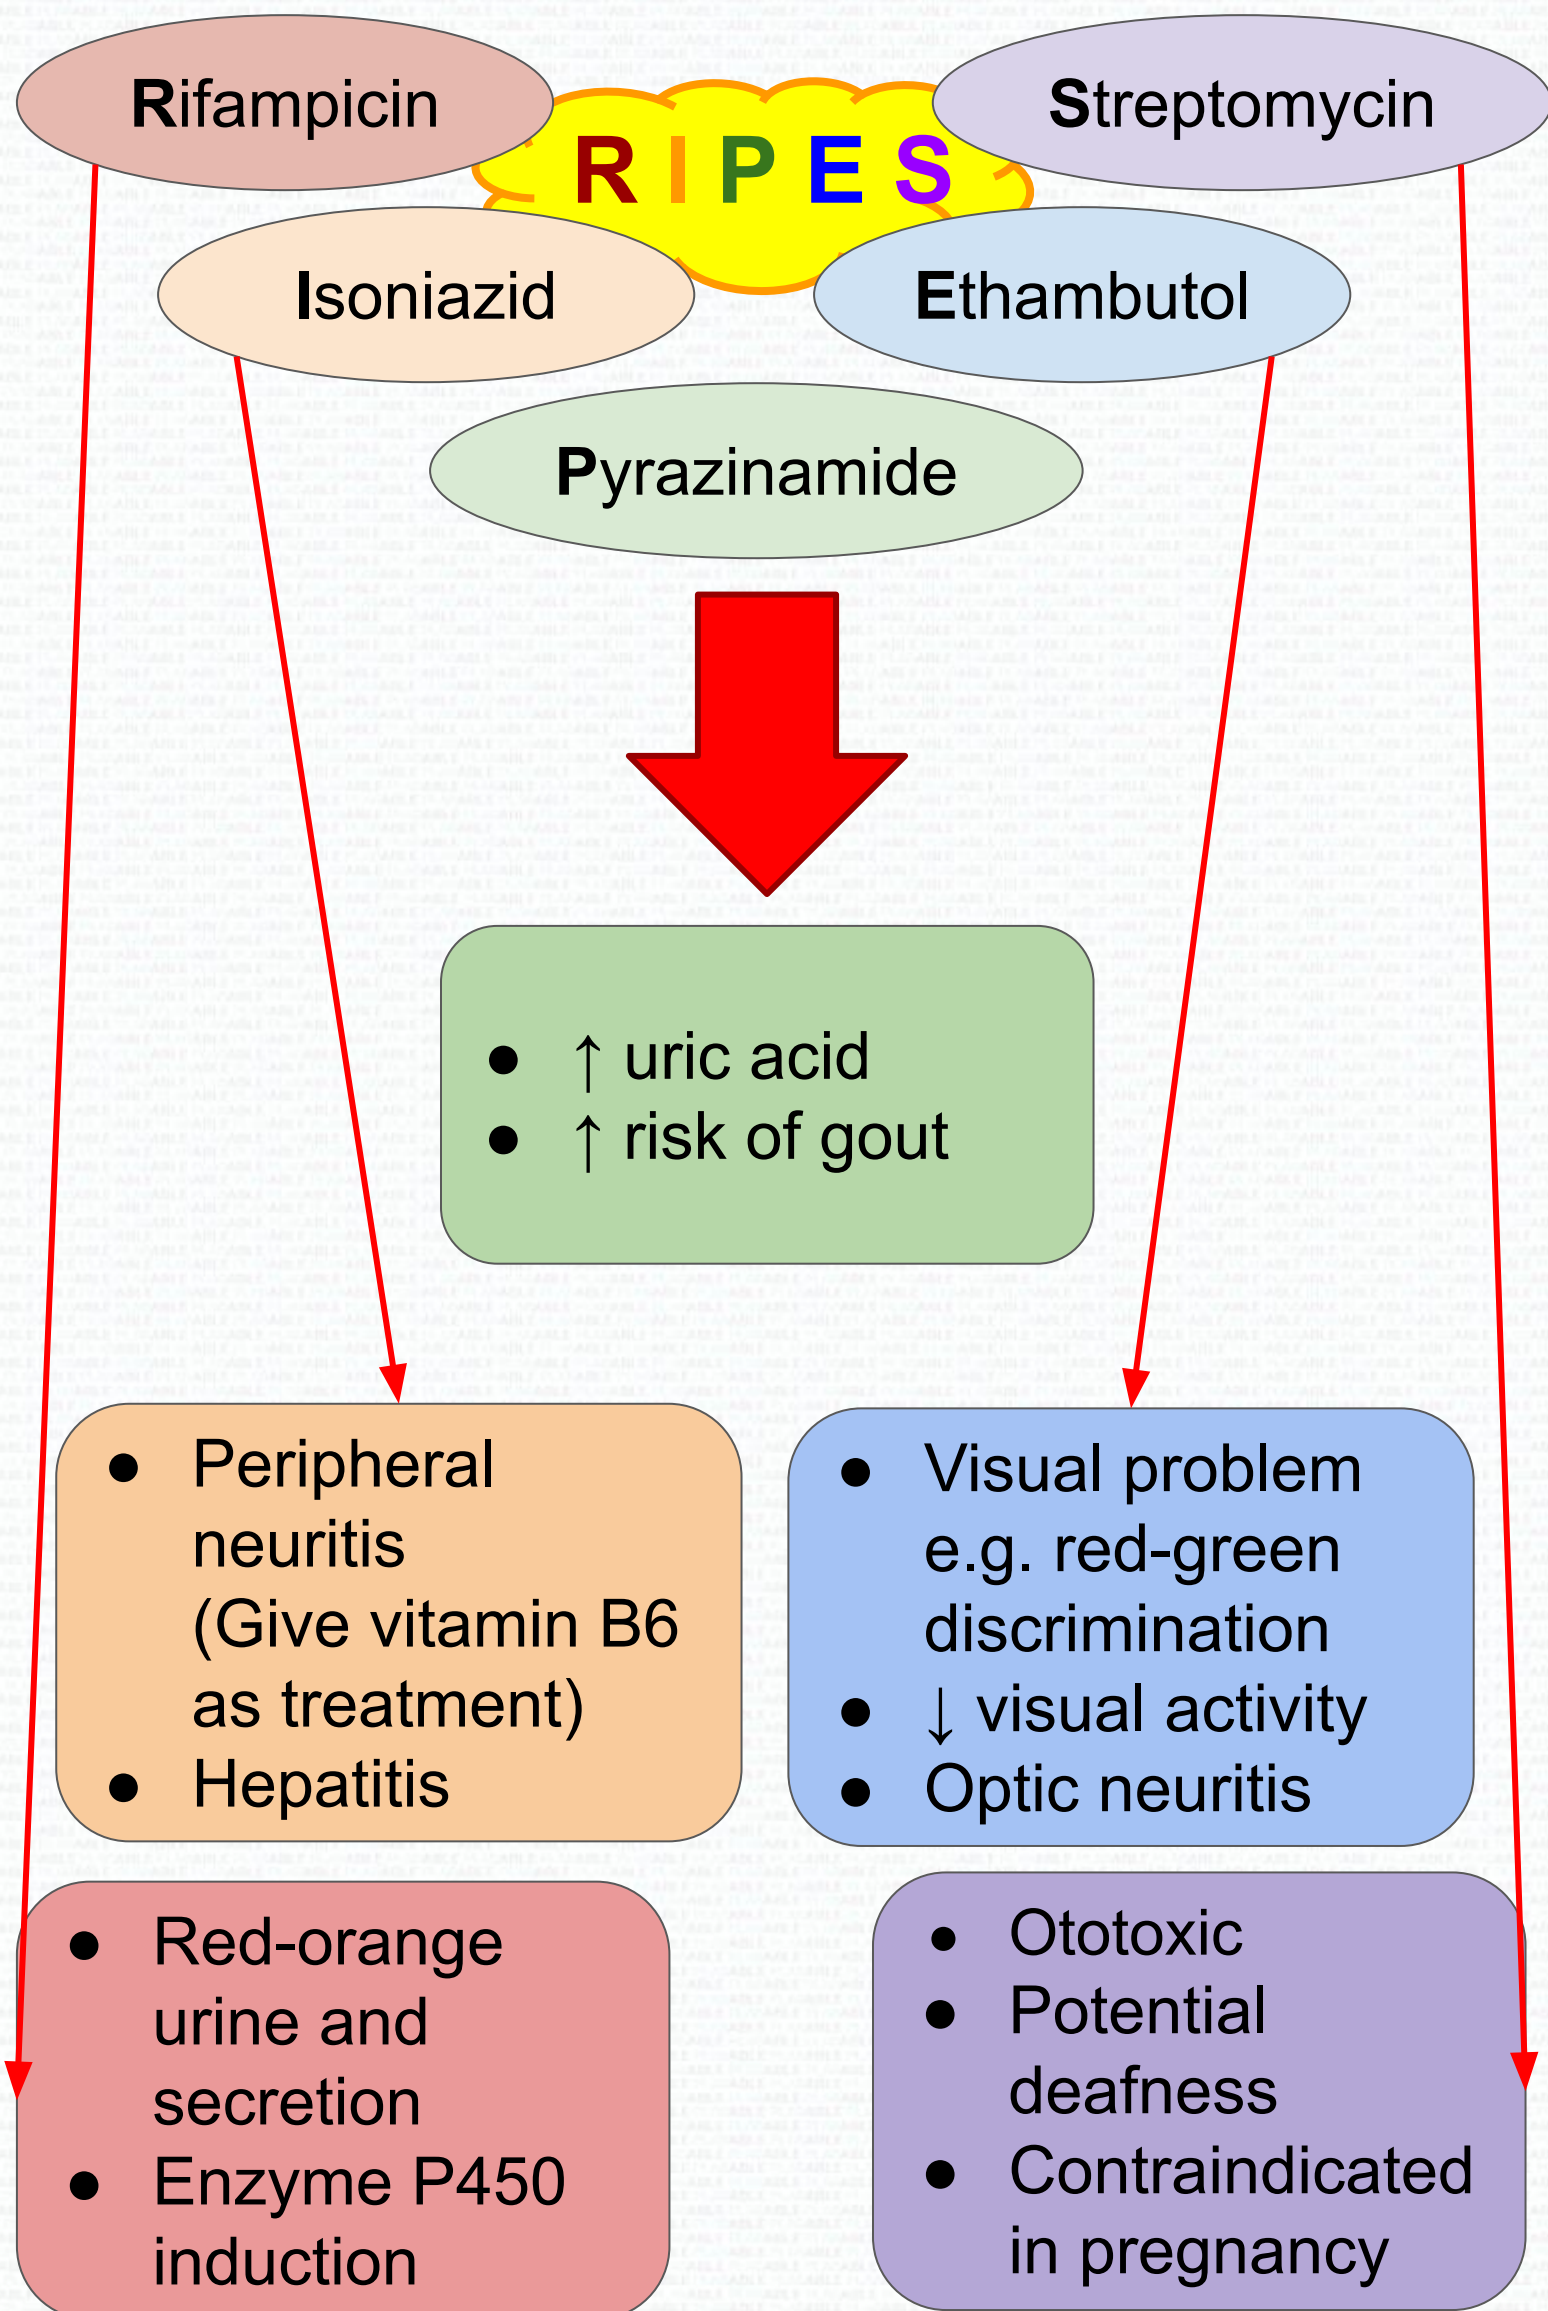 Rifampicin
Streptomycin
R I P E S
Isoniazid
Ethambutol
Pyrazinamide
● ↑ uric acid
● ↑ risk of gout
● Peripheral
neuritis
(Give vitamin B6
as treatment)
● Hepatitis
● Visual problem
e.g. red-green
discrimination
● ↓ visual activity
● Optic neuritis
● Red-orange
urine and
secretion
● Enzyme P450
induction
● Ototoxic
● Potential
deafness
● Contraindicated
in pregnancy